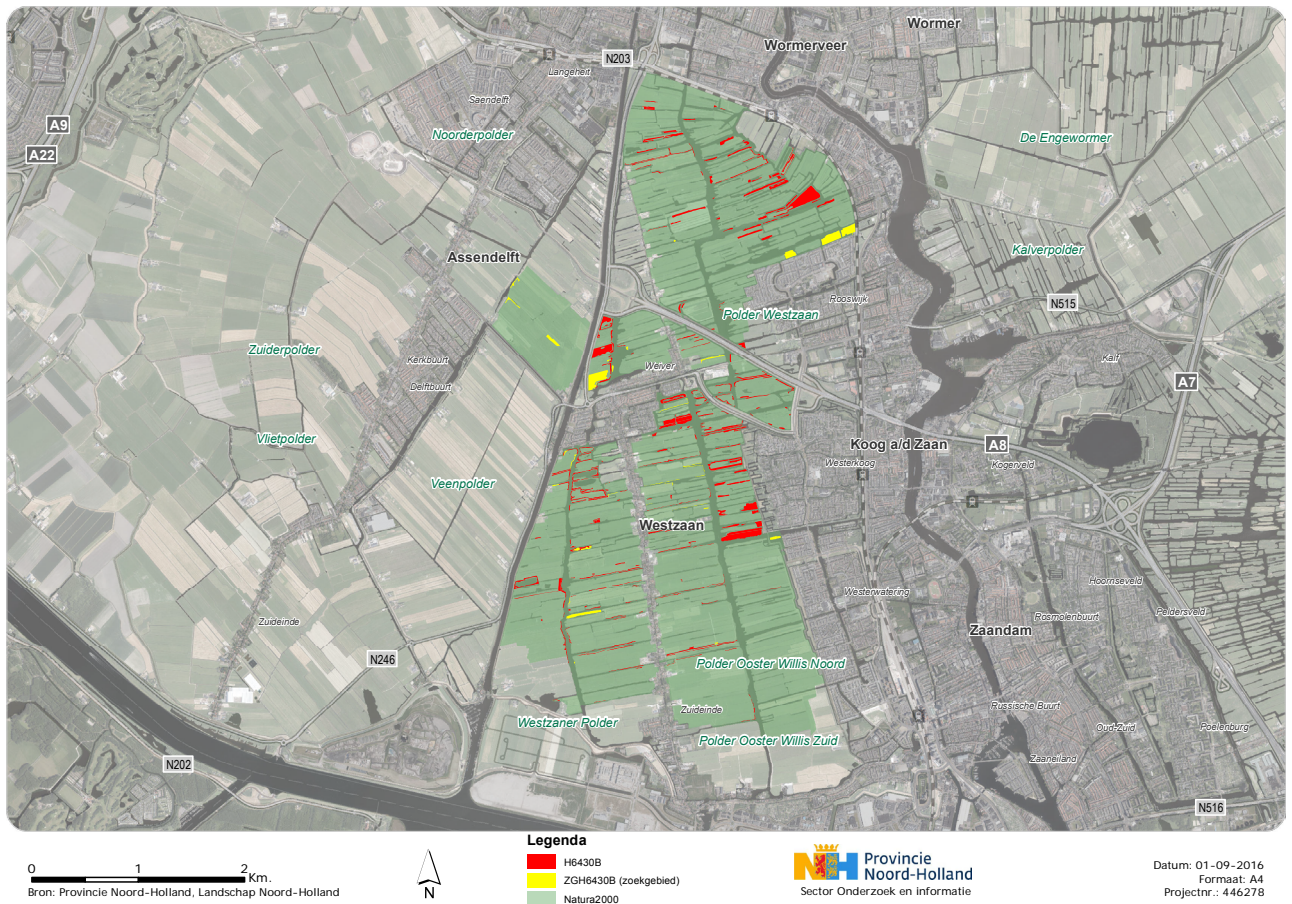 Wormer
Wormerveer
N203
Langeheit
Saendelft
A9
Noorderpolder
De Engewormer
A22
Kalverpolder
Assendelft
Rooswijk
N515
Polder Westzaan
Zuiderpolder
Kerkbuurt
Kalf
Weiver
Delftbuurt
A7
Vlietpolder
Koog a/d Zaan
A8
Westerkoog
Kogerveld
Veenpolder
Westzaan
Hoornseveld
Westerwatering
Peldersveld
Rosmolenbuurt
Zuideinde
Zaandam
N246
Polder Ooster Willis Noord
Russische Buurt
Zuideinde
Westzaner Polder
Oud-Zuid
Poelenburg
Polder Ooster Willis Zuid
Zaaneiland
N202
N516
0 1 2 Km.
Bron: Provincie Noord-Holland, Landschap Noord-Holland
N
Legenda
H6430B
ZGH6430B (zoekgebied)
Natura2000
NH
Provincie
Noord-Holland
Sector Onderzoek en informatie
Datum: 01-09-2016
Formaat: A4
Projectnr.: 446278